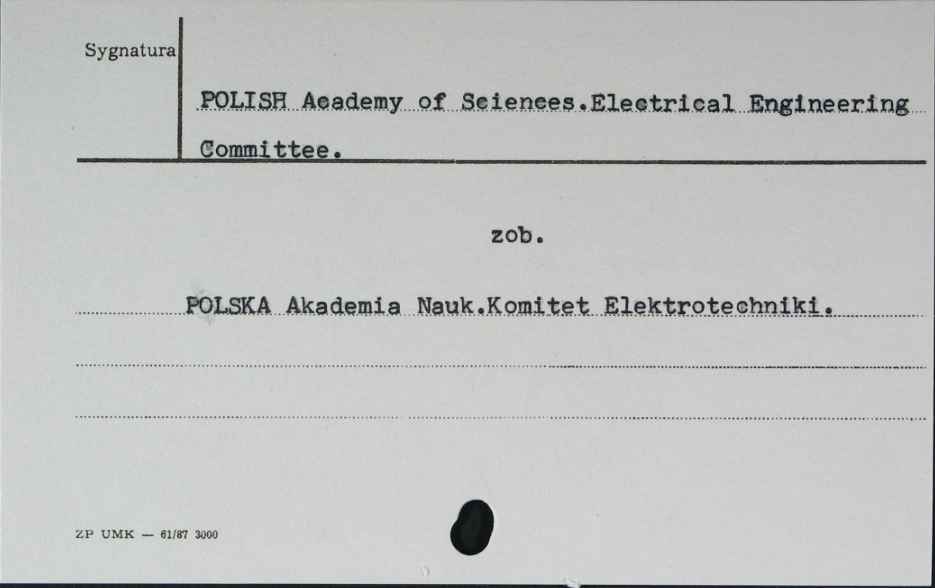 Sygnatura
POLISH Academy of Sciences.Electrical Engineering
Committee.
zob.
POLSKA Akademia Nauk.Komitet Elektrotechniki.
ZP UMK — 61/87 3000